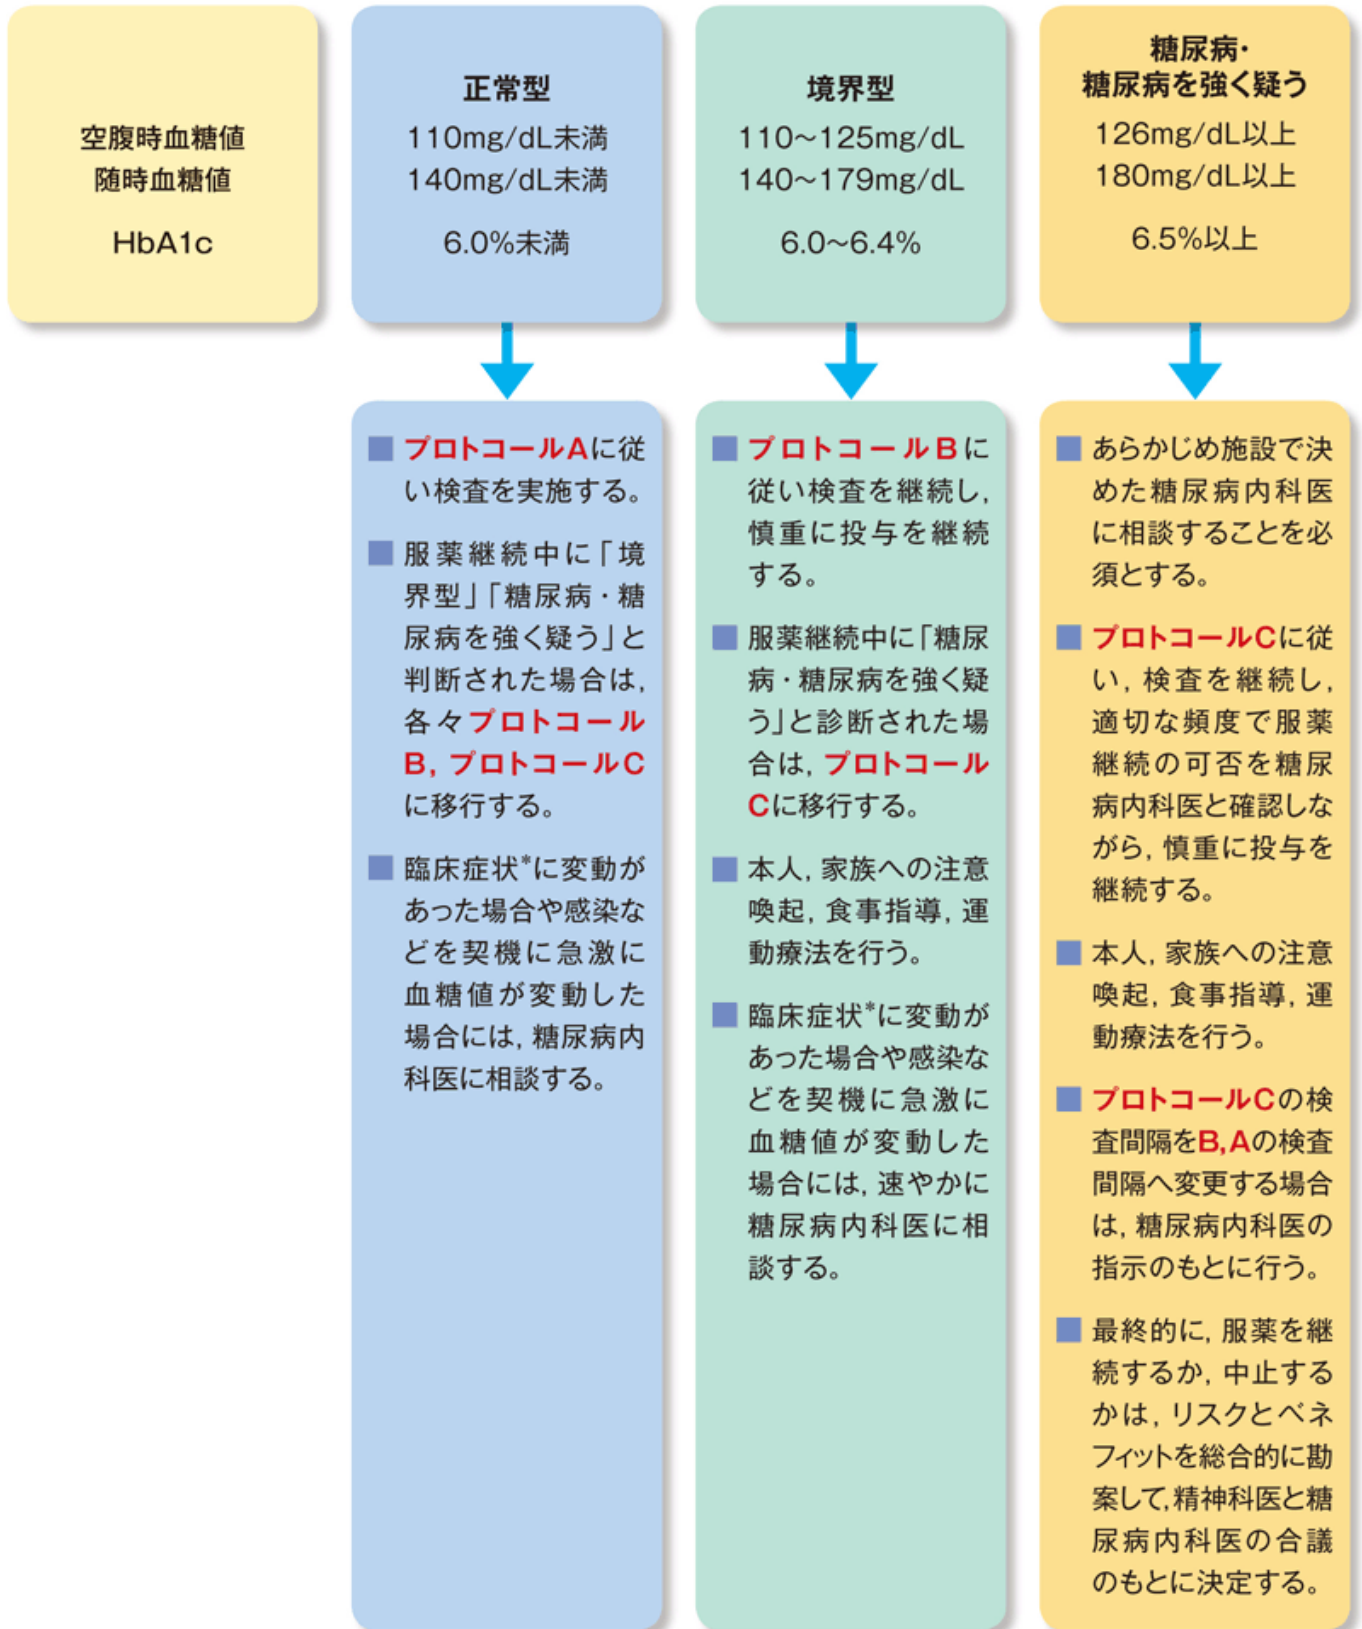 空腹時血糖値
随時血糖値
HbA1c
正常型
110mg/dL未満
140mg/dL未満
6.0%未満
境界型
110～125mg/dL
140～179mg/dL
6.0～6.4%
糖尿病・
糖尿病を強く疑う
126mg/dL以上
180mg/dL以上
6.5%以上
■ プロトコールAに従
い検査を実施する。
■ 服薬継続中に「境
界型」「糖尿病・糖
尿病を強く疑う」と
判断された場合は,
各々プロトコール
B, プロトコールC
に移行する。
■ 臨床症状*に変動が
あった場合や感染な
どを契機に急激に
血糖値が変動した
場合には, 糖尿病内
科医に相談する。
■ プロトコールBに
従い検査を継続し,
慎重に投与を継続
する。
■ 服薬継続中に「糖尿
病・糖尿病を強く疑
う」と診断された場
合は, プロトコール
Cに移行する。
■ 本人, 家族への注意
喚起, 食事指導, 運
動療法を行う。
■ 臨床症状*に変動が
あった場合や感染な
どを契機に急激に
血糖値が変動した
場合には, 速やかに
糖尿病内科医に相
談する。
■ あらかじめ施設で決
めた糖尿病内科医
に相談することを必
須とする。
■ プロトコールCに従
い, 検査を継続し,
適切な頻度で服薬
継続の可否を糖尿
病内科医と確認しな
がら, 慎重に投与を
継続する。
■ 本人, 家族への注意
喚起, 食事指導, 運
動療法を行う。
■ プロトコールCの検
査間隔をB,Aの検査
間隔へ変更する場合
は, 糖尿病内科医の
指示のもとに行う。
■ 最終的に, 服薬を継
続するか, 中止する
かは, リスクとベネ
フィットを総合的に勘
案して,精神科医と糖
尿病内科医の合議
のもとに決定する。